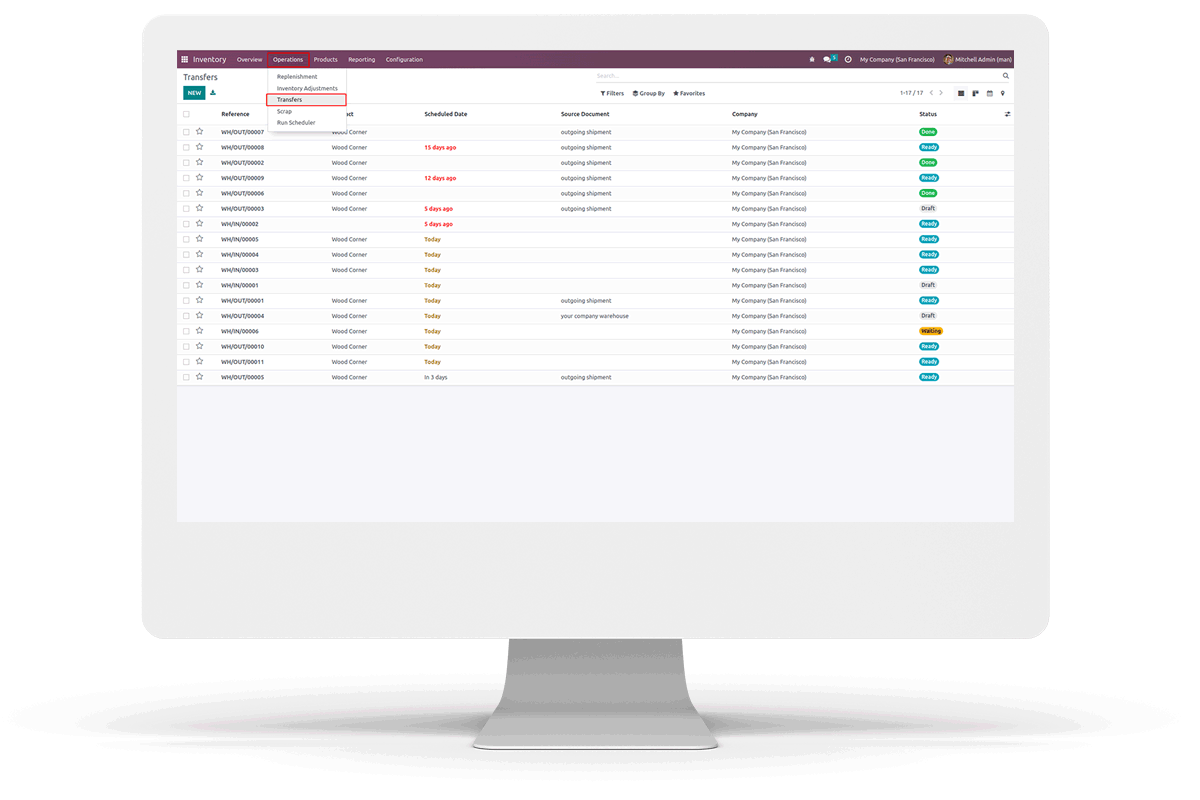 Inventory Overview Operations Products Reporting Configuration 5 My Company (San Francisco) Mitchell Admin (man)
Transfers Replenishment Search...
Inventory Adjustments
NEW Transfers Filters Group By Favorites 1-17 / 17
Scrap
Run Scheduler
Reference Scheduled Date Source Document Company Status
WH/OUT/00007 Wood Corner outgoing shipment My Company (San Francisco) Done
WH/OUT/00008 Wood Corner 15 days ago outgoing shipment My Company (San Francisco) Ready
WH/OUT/00002 Wood Corner outgoing shipment My Company (San Francisco) Done
WH/OUT/00009 Wood Corner 12 days ago outgoing shipment My Company (San Francisco) Ready
WH/OUT/00006 Wood Corner outgoing shipment My Company (San Francisco) Done
WH/OUT/00003 Wood Corner 5 days ago outgoing shipment My Company (San Francisco) Draft
WH/IN/00002 5 days ago My Company (San Francisco) Ready
WH/IN/00005 Wood Corner Today My Company (San Francisco) Ready
WH/IN/00004 Wood Corner Today My Company (San Francisco) Ready
WH/IN/00003 Wood Corner Today My Company (San Francisco) Ready
WH/IN/00001 Today My Company (San Francisco) Draft
WH/OUT/00001 Wood Corner Today outgoing shipment My Company (San Francisco) Ready
WH/OUT/00004 Wood Corner Today your company warehouse My Company (San Francisco) Draft
WH/IN/00006 Wood Corner Today My Company (San Francisco) Waiting
WH/OUT/00010 Wood Corner Today My Company (San Francisco) Ready
WH/OUT/00011 Wood Corner Today My Company (San Francisco) Ready
WH/OUT/00005 Wood Corner In 3 days outgoing shipment My Company (San Francisco) Ready